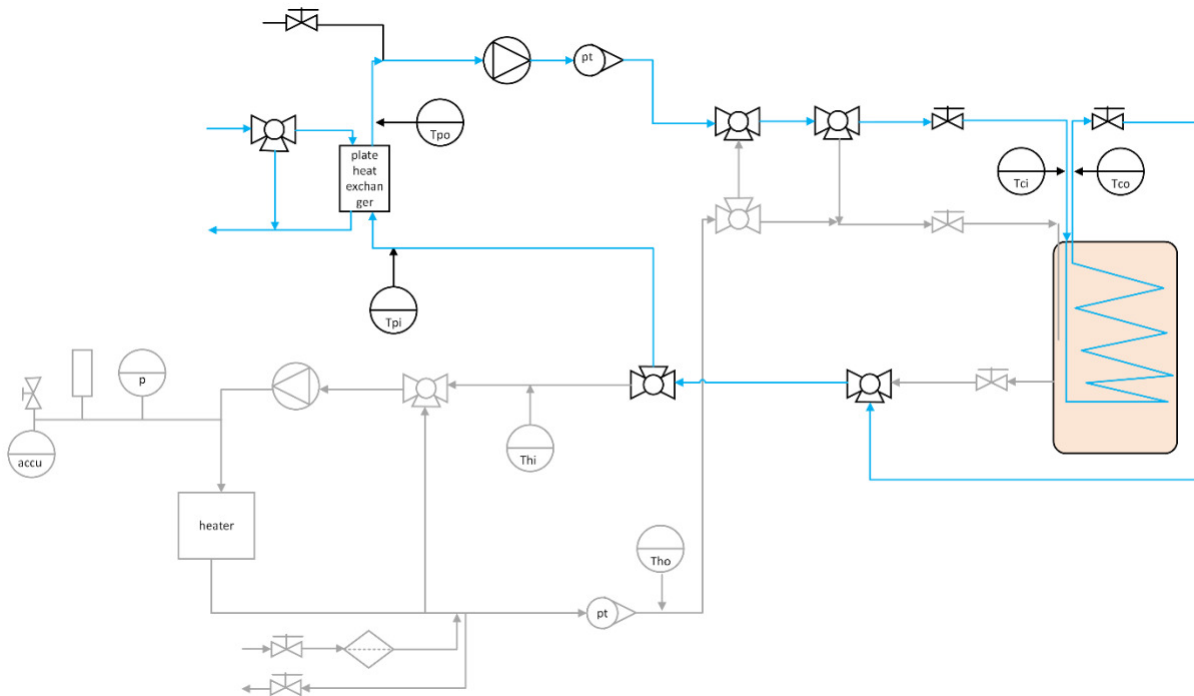 pt
Tpo
plate
heat
exchan
ger
Tci
Tco
Tpi
p
accu
Thi
heater
Tho
pt